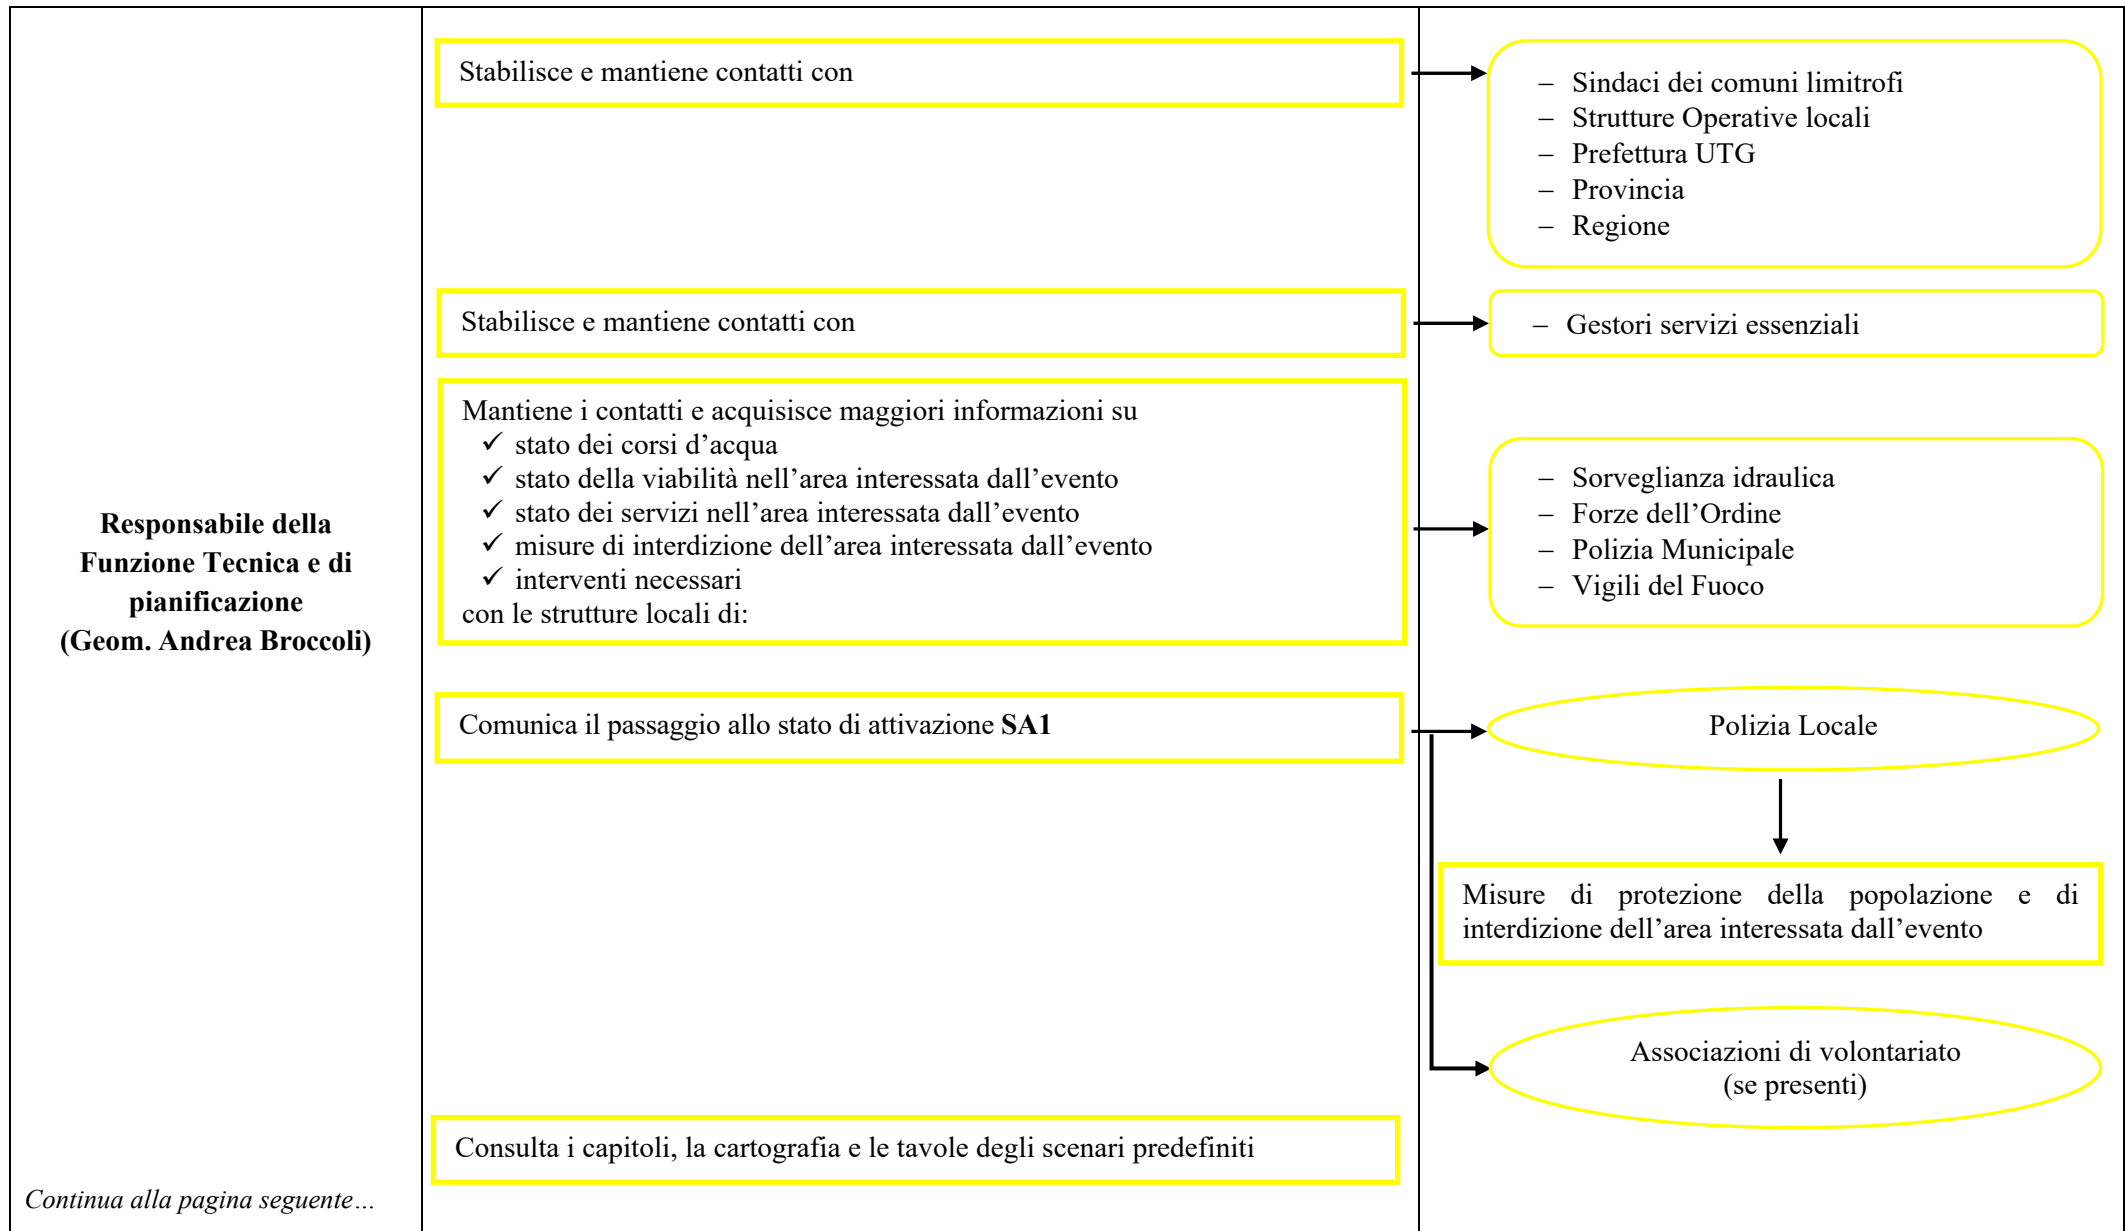 Responsabile della
Funzione Tecnica e di
pianificazione
(Geom. Andrea Broccoli)
Continua alla pagina seguente…
Stabilisce e mantiene contatti con
– Sindaci dei comuni limitrofi
– Strutture Operative locali
– Prefettura UTG
– Provincia
– Regione
Stabilisce e mantiene contatti con
– Gestori servizi essenziali
Mantiene i contatti e acquisisce maggiori informazioni su
✓ stato dei corsi d’acqua
✓ stato della viabilità nell’area interessata dall’evento
✓ stato dei servizi nell’area interessata dall’evento
✓ misure di interdizione dell’area interessata dall’evento
✓ interventi necessari
con le strutture locali di:
– Sorveglianza idraulica
– Forze dell’Ordine
– Polizia Municipale
– Vigili del Fuoco
Comunica il passaggio allo stato di attivazione SA1
Polizia Locale
Misure di protezione della popolazione e di
interdizione dell’area interessata dall’evento
Associazioni di volontariato
(se presenti)
Consulta i capitoli, la cartografia e le tavole degli scenari predefiniti